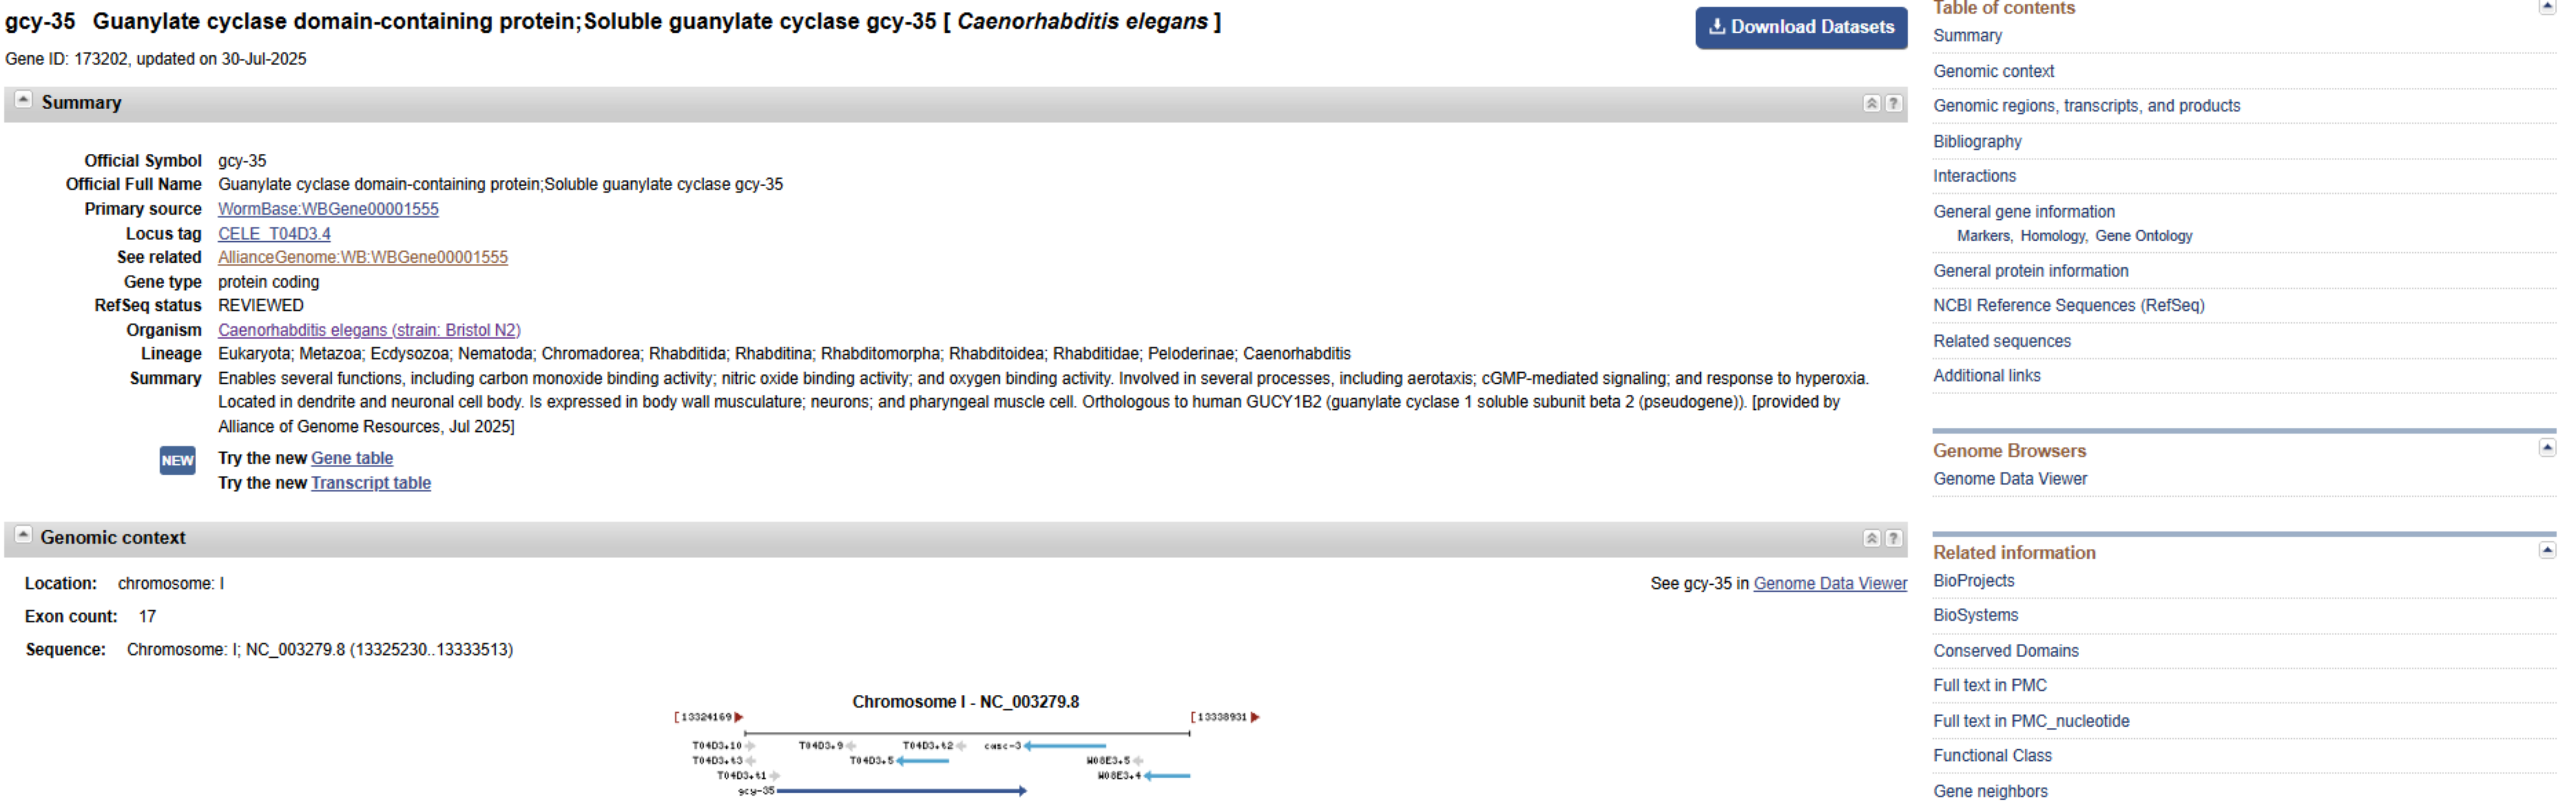 gcy-35 Guanylate cyclase domain-containing protein;Soluble guanylate cyclase gcy-35 [ Caenorhabditis elegans ]
Download Datasets
Gene ID: 173202, updated on 30-Jul-2025
Summary
Official Symbol gcy-35
Official Full Name Guanylate cyclase domain-containing protein;Soluble guanylate cyclase gcy-35
Primary source WormBase:WBGene00001555
Locus tag CELE_T04D3.4
See related AllianceGenome:WB:WBGene00001555
Gene type protein coding
RefSeq status REVIEWED
Organism Caenorhabditis elegans (strain: Bristol N2)
Lineage Eukaryota; Metazoa; Ecdysozoa; Nematoda; Chromadorea; Rhabditida; Rhabditina; Rhabditomorpha; Rhabditoidea; Rhabditidae; Peloderinae; Caenorhabditis
Summary Enables several functions, including carbon monoxide binding activity; nitric oxide binding activity; and oxygen binding activity. Involved in several processes, including aerotaxis; cGMP-mediated signaling; and response to hyperoxia.
Located in dendrite and neuronal cell body. Is expressed in body wall musculature; neurons; and pharyngeal muscle cell. Orthologous to human GUCY1B2 (guanylate cyclase 1 soluble subunit beta 2 (pseudogene)). [provided by
Alliance of Genome Resources, Jul 2025]
NEW Try the new Gene table
Try the new Transcript table
Genomic context
Location: chromosome: I
See gcy-35 in Genome Data Viewer
Exon count: 17
Sequence: Chromosome: I; NC_003279.8 (13325230..13333513)
Chromosome I - NC_003279.8
[13324169 [13338931
T04D3.10 T04D3.9 T04D3.t2 casc-3
T04D3.t3 T04D3.5 W08E3.5
T04D3.t1 W08E3.4
gcy-35
Table of contents
Summary
Genomic context
Genomic regions, transcripts, and products
Bibliography
Interactions
General gene information
Markers, Homology, Gene Ontology
General protein information
NCBI Reference Sequences (RefSeq)
Related sequences
Additional links
Genome Browsers
Genome Data Viewer
Related information
BioProjects
BioSystems
Conserved Domains
Full text in PMC
Full text in PMC_nucleotide
Functional Class
Gene neighbors